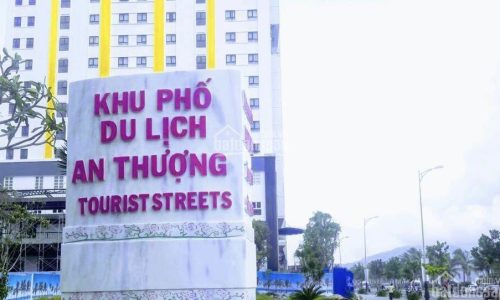 KHU PHỐ
DU LỊCH
AN THƯỢNG
TOURIST STREETS